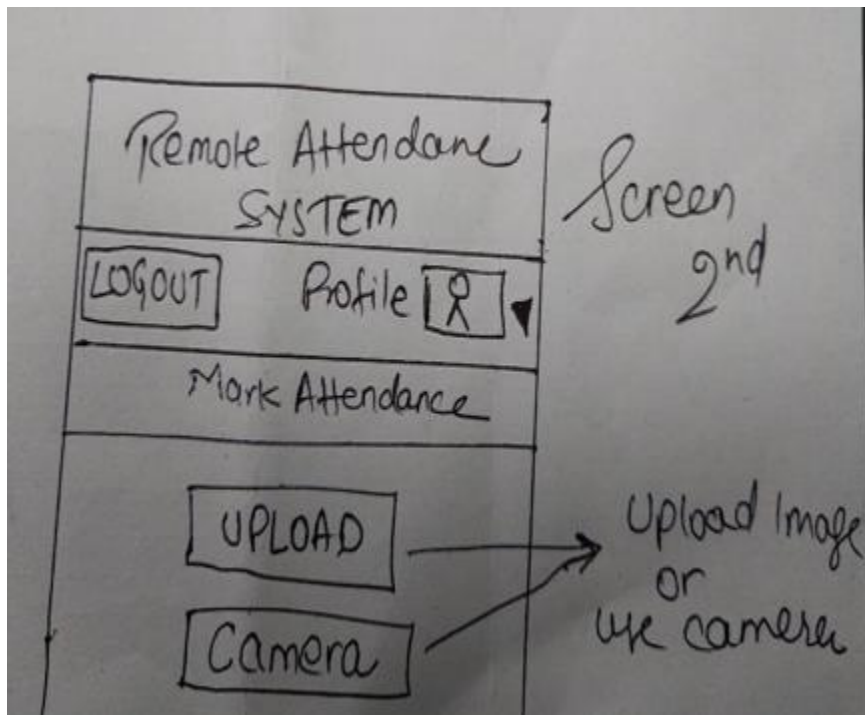 Remote Attendane
SYSTEM
Screen
2nd
LOGOUT
Profile
Mark Attendance
UPLOAD
Camera
Upload Image
or
use camera